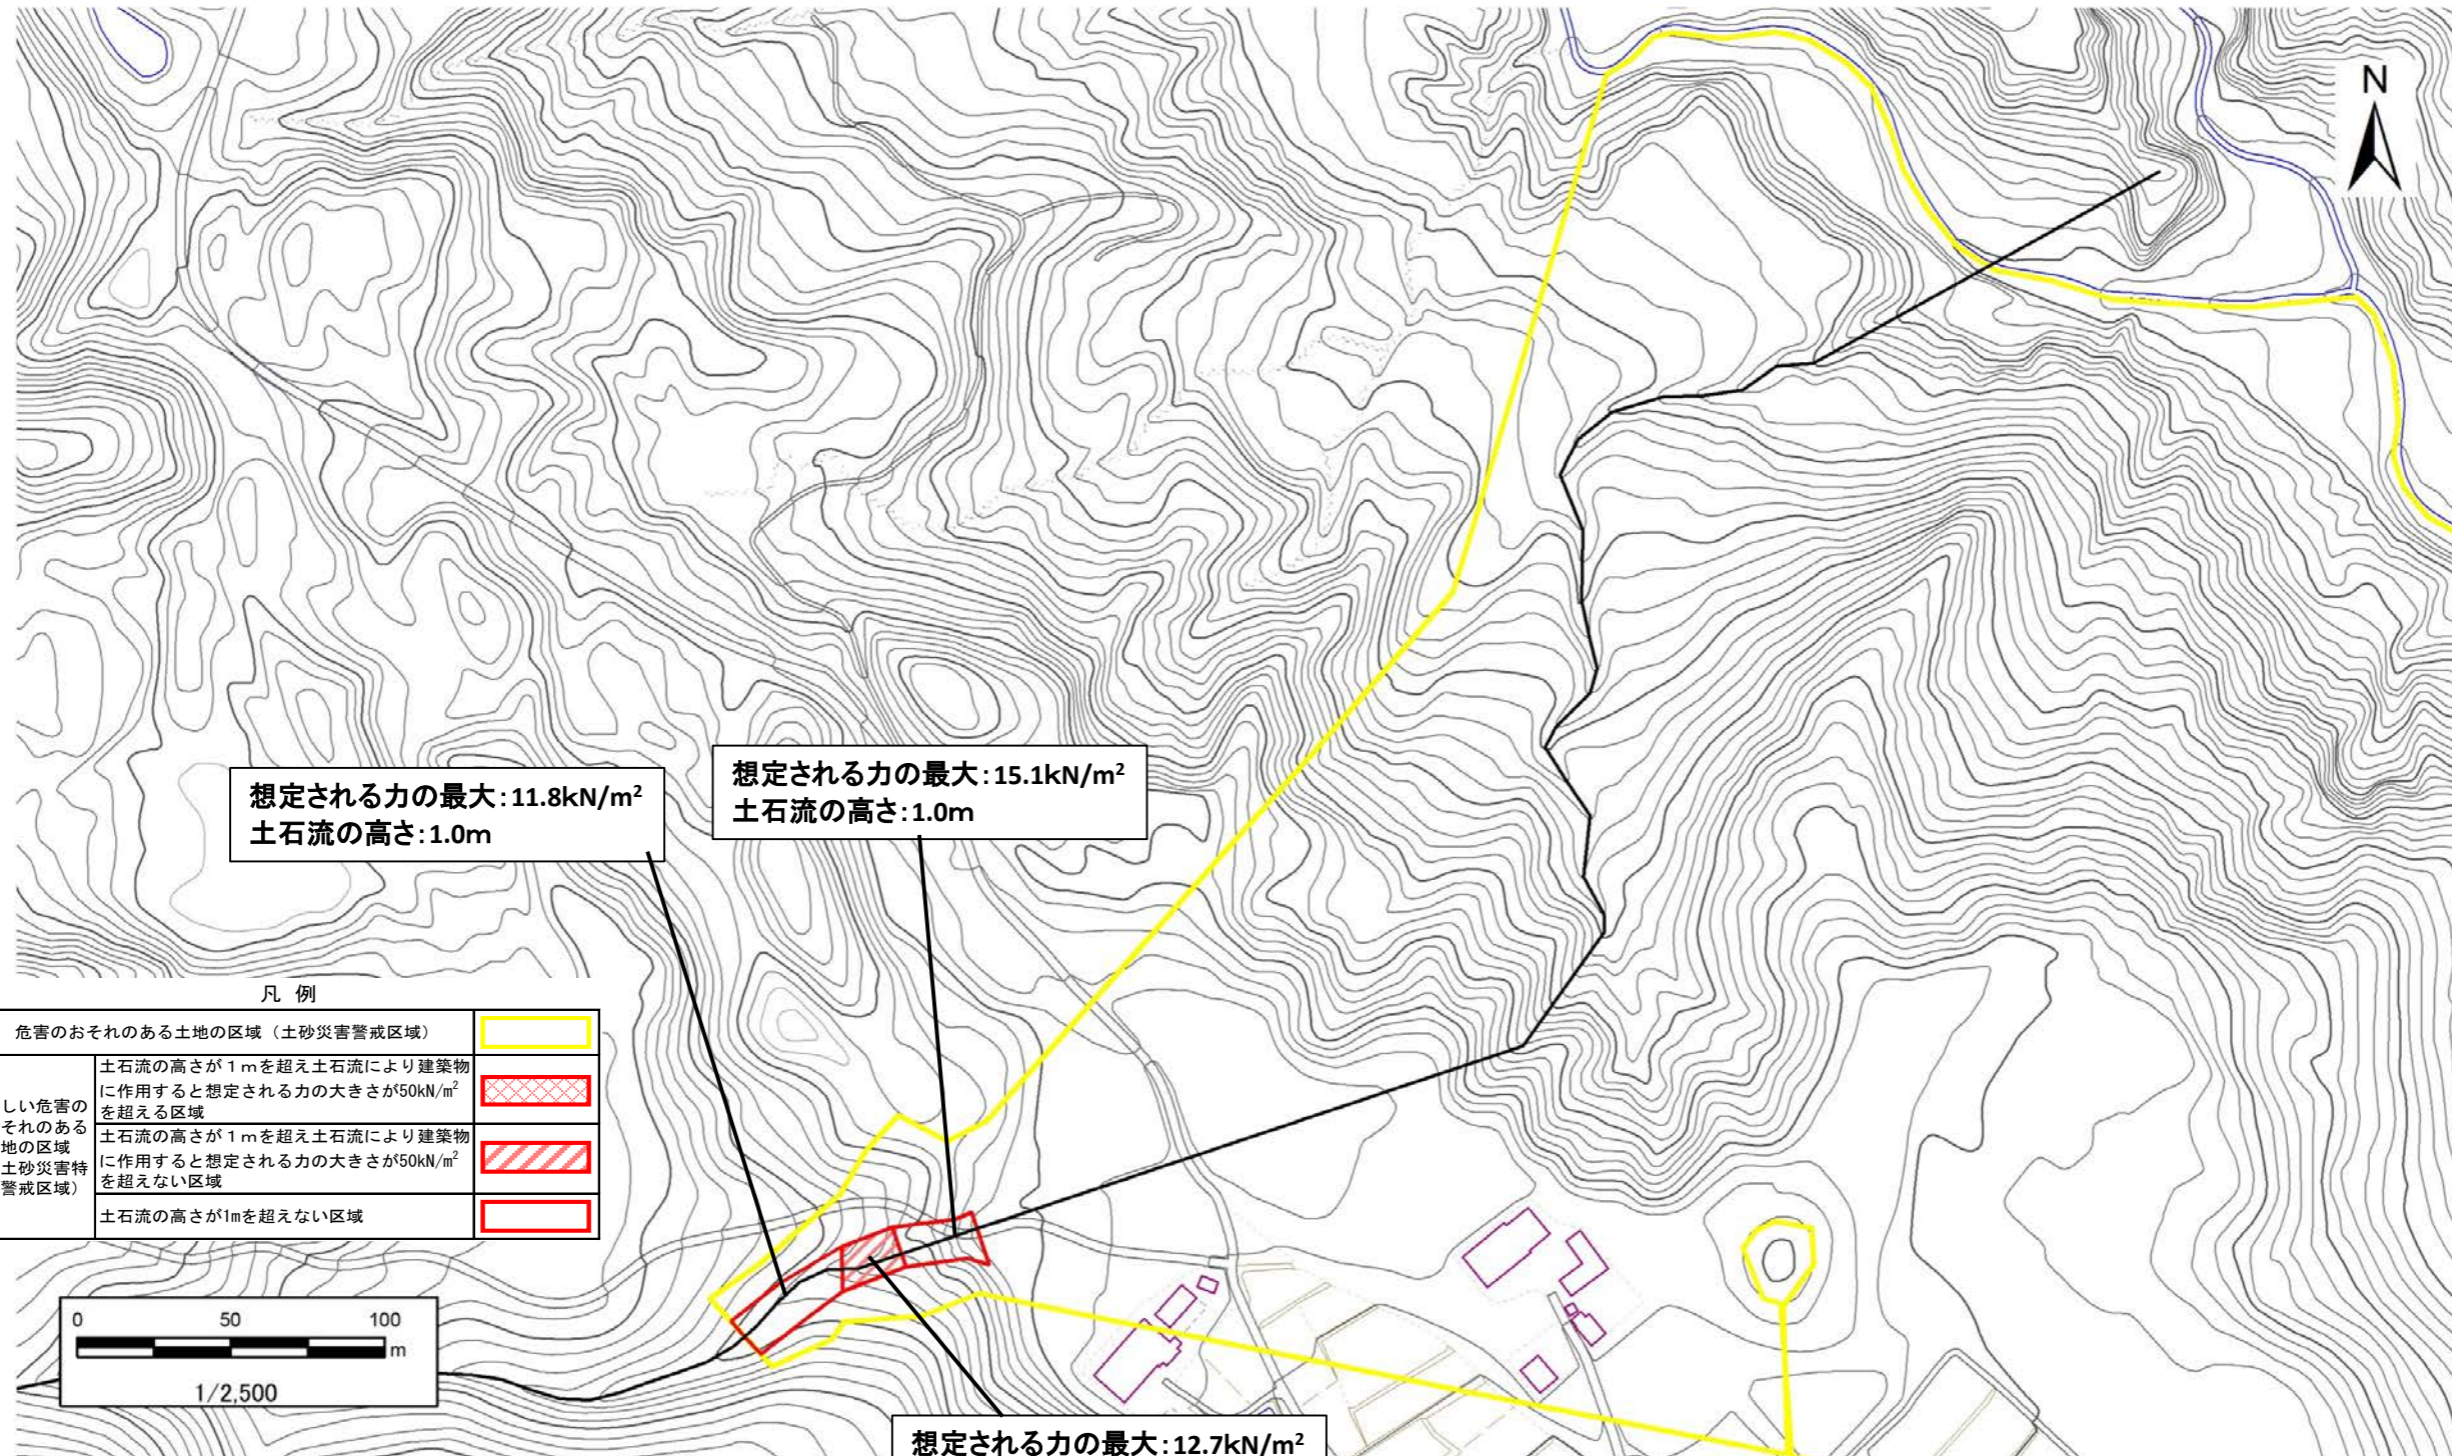 N
想定される力の最大:11.8kN/m²
土石流の高さ:1.0m
想定される力の最大:15.1kN/m²
土石流の高さ:1.0m
凡 例
危害のおそれのある土地の区域（土砂災害警戒区域）
しい危害の
それのある
地の区域
土砂災害特
警戒区域）
土石流の高さが１ｍを超え土石流により建築物
に作用すると想定される力の大きさが50kN/m²
を超える区域
土石流の高さが１ｍを超え土石流により建築物
に作用すると想定される力の大きさが50kN/m²
を超えない区域
土石流の高さが1mを超えない区域
0 50 100
m
1/2,500
想定される力の最大:12.7kN/m²